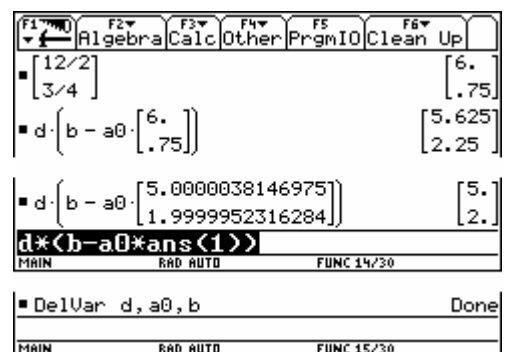 F1 F2 F3 F4 F5 F6
Algebra Calc Other PrgmIO Clean Up
▪[12/2] [6. ]
[3/4 ] [.75]
▪d·(b - a0·[6. ]) [5.625]
[.75] [2.25 ]
▪d·(b - a0·[5.0000038146975]) [5.]
[1.9999952316284] [2.]
d*(b-a0*ans(1))
MAIN RAD AUTO FUNC 14/30
▪DelVar d,a0,b Done
MAIN RAD AUTO FUNC 15/30